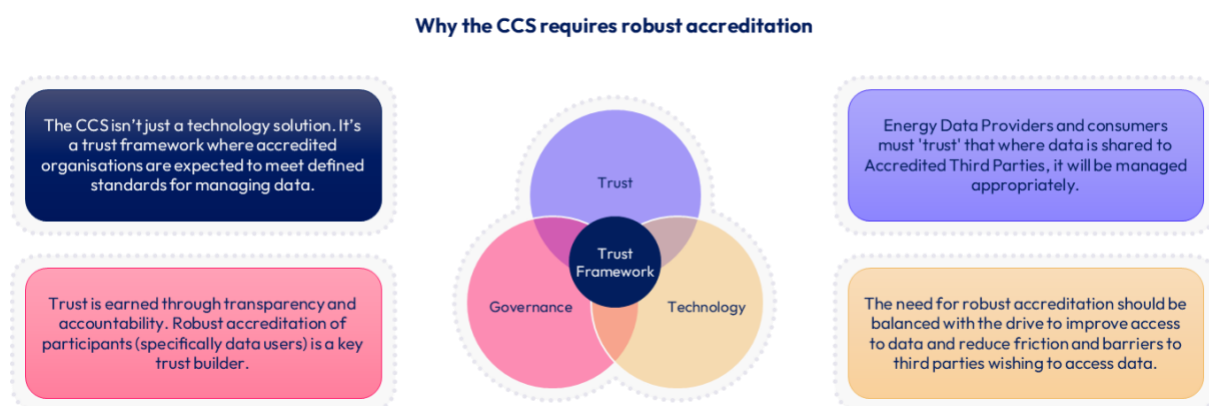 Why the CCS requires robust accreditation
The CCS isn't just a technology solution. It's
a trust framework where accredited
organisations are expected to meet defined
standards for managing data.
Trust is earned through transparency and
accountability. Robust accreditation of
participants (specifically data users) is a key
trust builder.
Trust
Trust
Framework
Governance
Technology
Energy Data Providers and consumers
must 'trust' that where data is shared to
Accredited Third Parties, it will be managed
appropriately.
The need for robust accreditation should be
balanced with the drive to improve access
to data and reduce friction and barriers to
third parties wishing to access data.